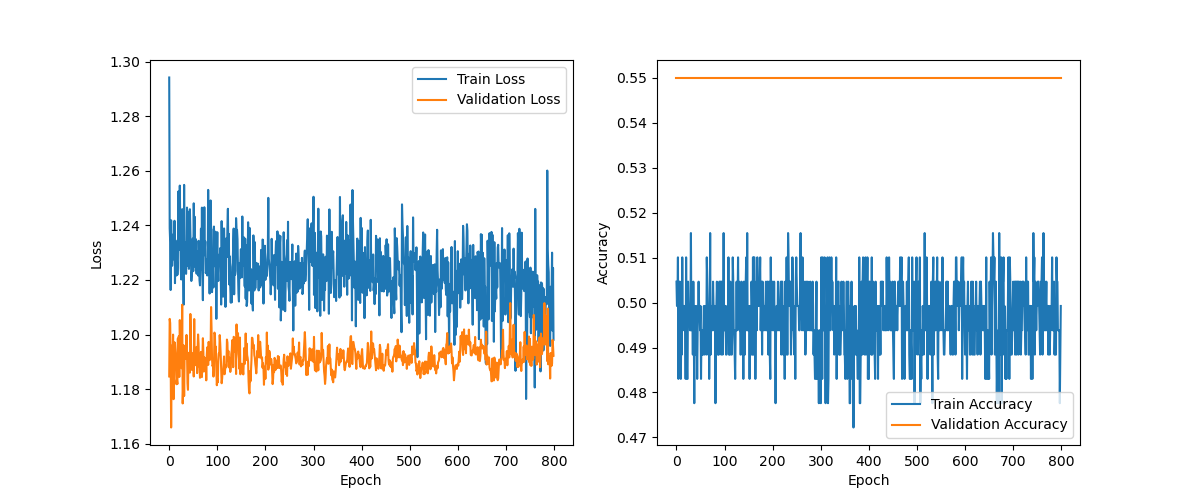 1.30
1.28
1.26
1.24
1.22
1.20
1.18
1.16
Loss
0 100 200 300 400 500 600 700 800
Epoch
Train Loss
Validation Loss
0.55
0.54
0.53
0.52
0.51
0.50
0.49
0.48
0.47
Accuracy
0 100 200 300 400 500 600 700 800
Epoch
Train Accuracy
Validation Accuracy